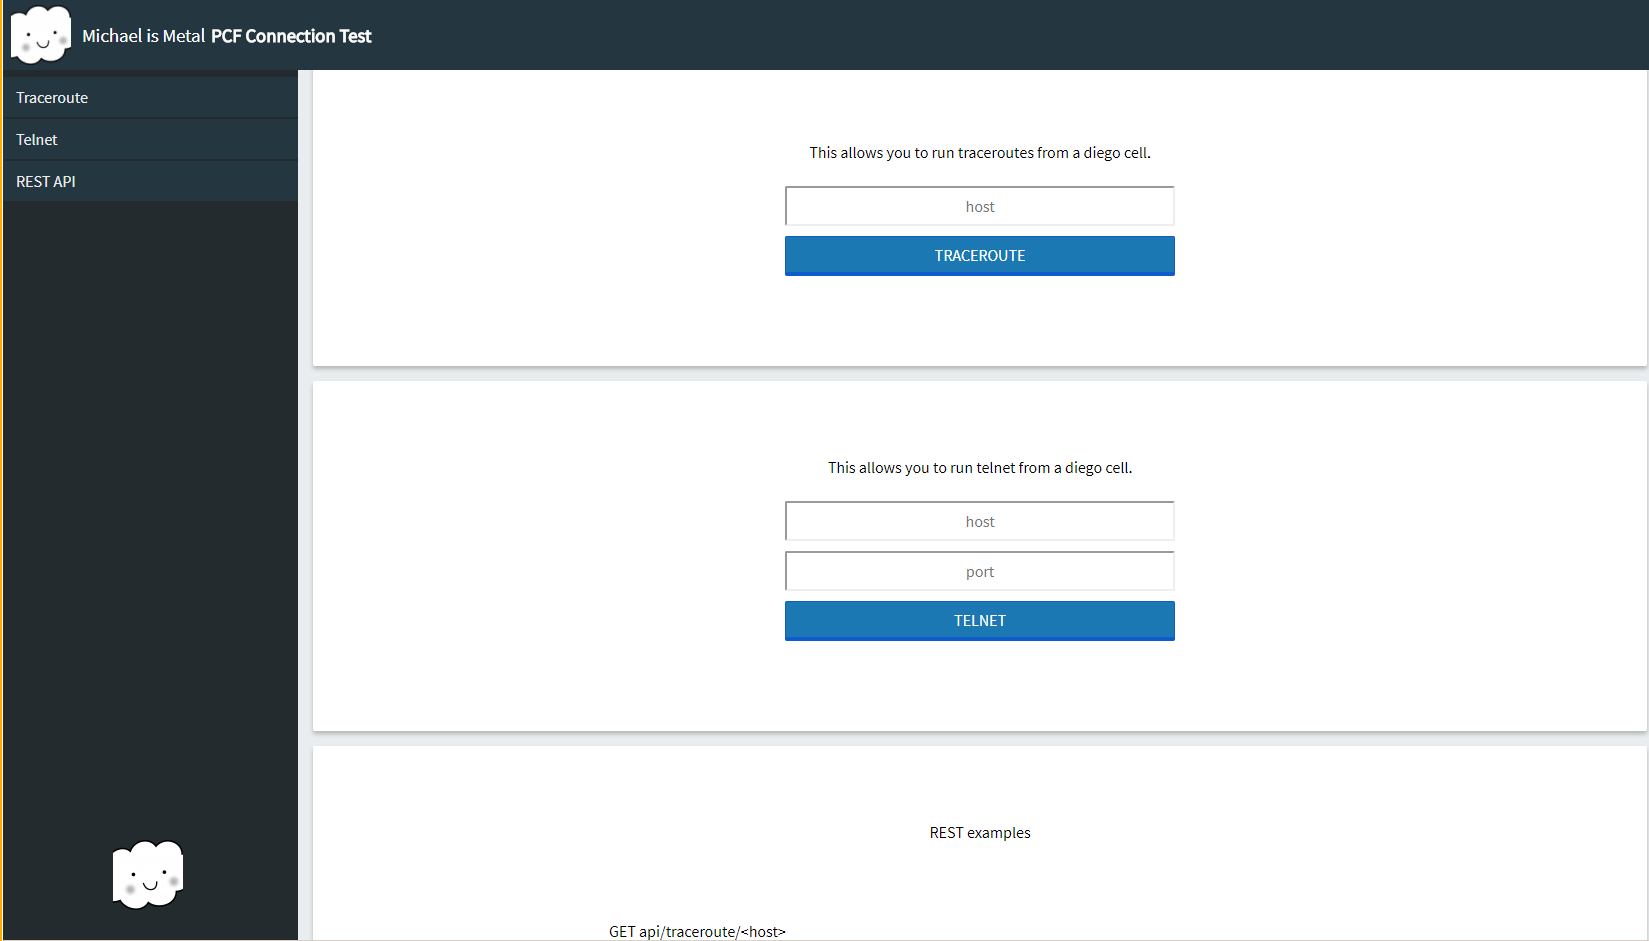 Michael is Metal PCF Connection Test
Traceroute
Telnet
REST API
This allows you to run traceroutes from a diego cell.
host
TRACEROUTE
This allows you to run telnet from a diego cell.
host
port
TELNET
REST examples
GET api/traceroute/<host>